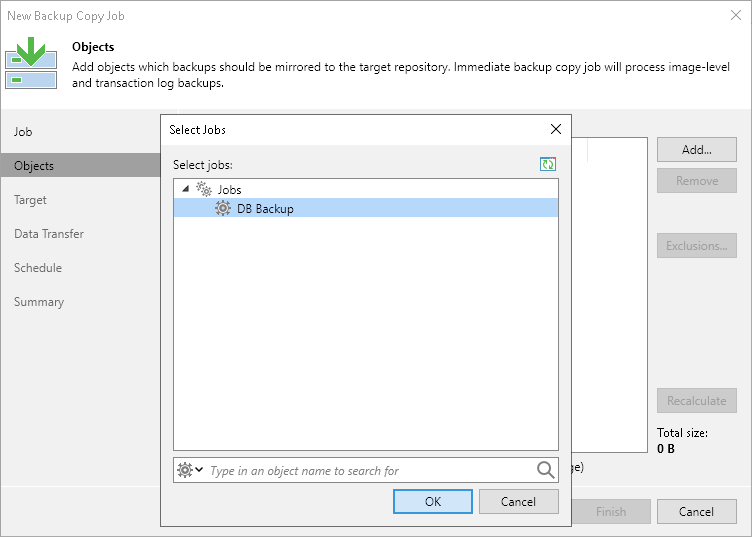 New Backup Copy Job
Objects
Add objects which backups should be mirrored to the target repository. Immediate backup copy job will process image-level
and transaction log backups.
Job
Objects
Target
Data Transfer
Schedule
Summary
Select Jobs
Select jobs:
Jobs
DB Backup
Type in an object name to search for
OK
Cancel
Add...
Remove
Exclusions...
Recalculate
Total size:
0 B
Finish
Cancel